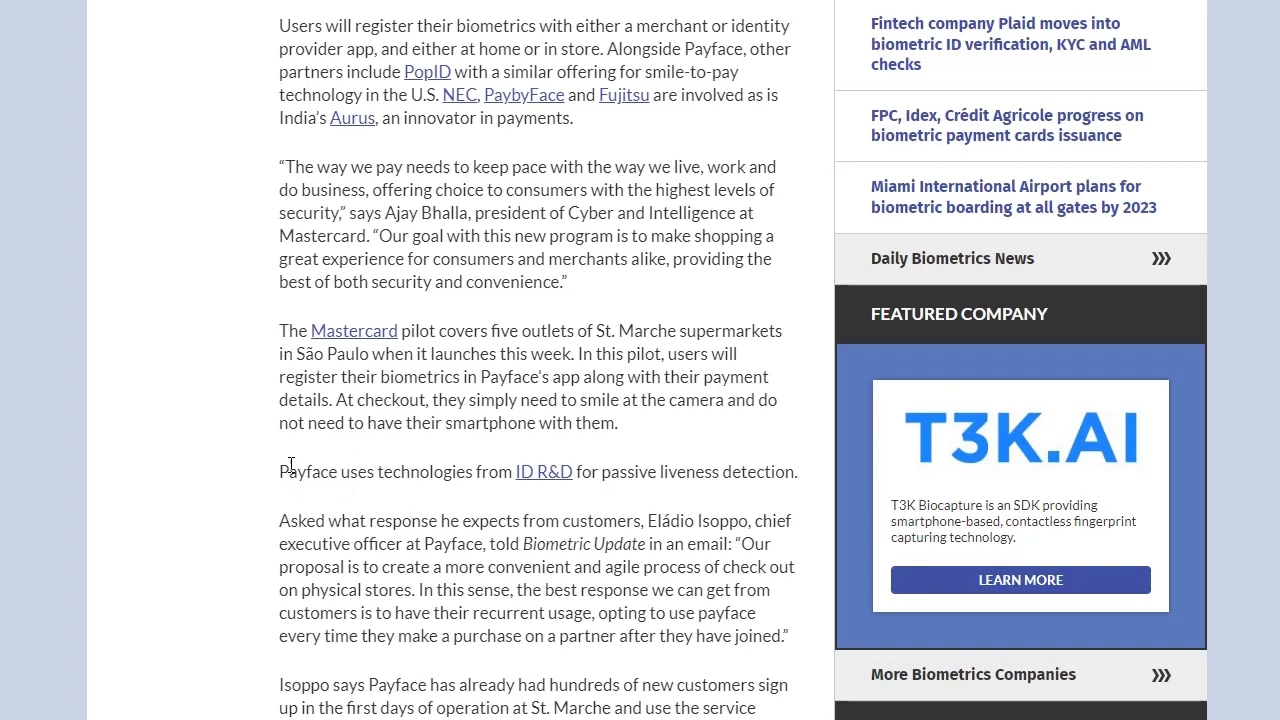 Users will register their biometrics with either a merchant or identity
provider app, and either at home or in store. Alongside Payface, other
partners include PopID with a similar offering for smile-to-pay
technology in the U.S. NEC, PaybyFace and Fujitsu are involved as is
India’s Aurus, an innovator in payments.
“The way we pay needs to keep pace with the way we live, work and
do business, offering choice to consumers with the highest levels of
security,” says Ajay Bhalla, president of Cyber and Intelligence at
Mastercard. “Our goal with this new program is to make shopping a
great experience for consumers and merchants alike, providing the
best of both security and convenience.”
The Mastercard pilot covers five outlets of St. Marche supermarkets
in São Paulo when it launches this week. In this pilot, users will
register their biometrics in Payface’s app along with their payment
details. At checkout, they simply need to smile at the camera and do
not need to have their smartphone with them.
Payface uses technologies from ID R&D for passive liveness detection.
Asked what response he expects from customers, Eládio Isoppo, chief
executive officer at Payface, told Biometric Update in an email: “Our
proposal is to create a more convenient and agile process of check out
on physical stores. In this sense, the best response we can get from
customers is to have their recurrent usage, opting to use payface
every time they make a purchase on a partner after they have joined.”
Isoppo says Payface has already had hundreds of new customers sign
up in the first days of operation at St. Marche and use the service
Fintech company Plaid moves into
biometric ID verification, KYC and AML
checks
FPC, Idex, Crédit Agricole progress on
biometric payment cards issuance
Miami International Airport plans for
biometric boarding at all gates by 2023
Daily Biometrics News
FEATURED COMPANY
T3K.AI
T3K Biocapture is an SDK providing
smartphone-based, contactless fingerprint
capturing technology.
LEARN MORE
More Biometrics Companies